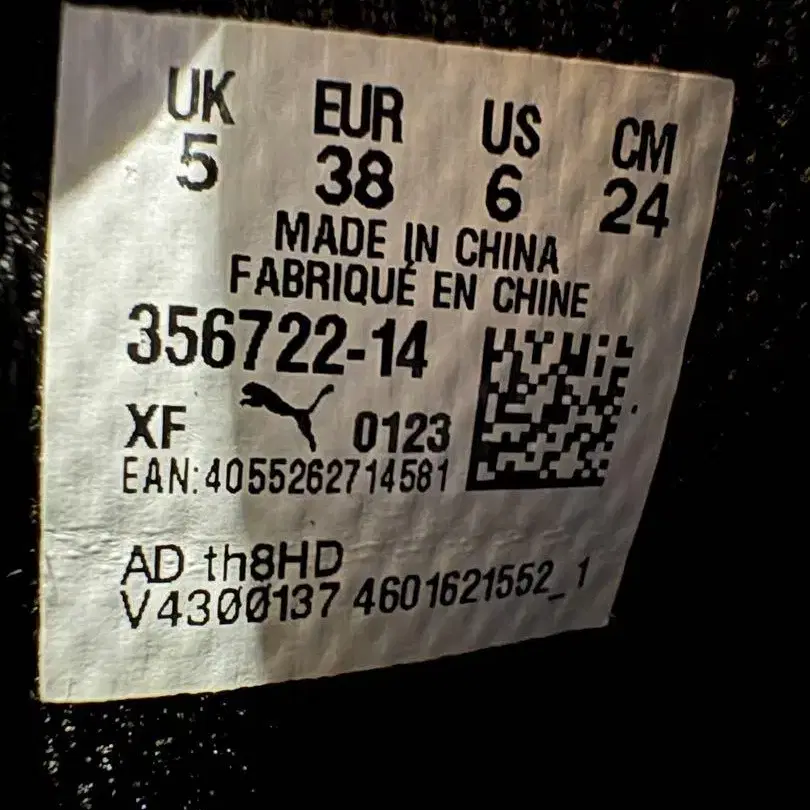 UK EUR US CM
5 38 6 24
MADE IN CHINA
FABRIQUÉ EN CHINE
356722-14
XF 0123
EAN:4055262714581
AD th8HD
V4300137 4601621552_1